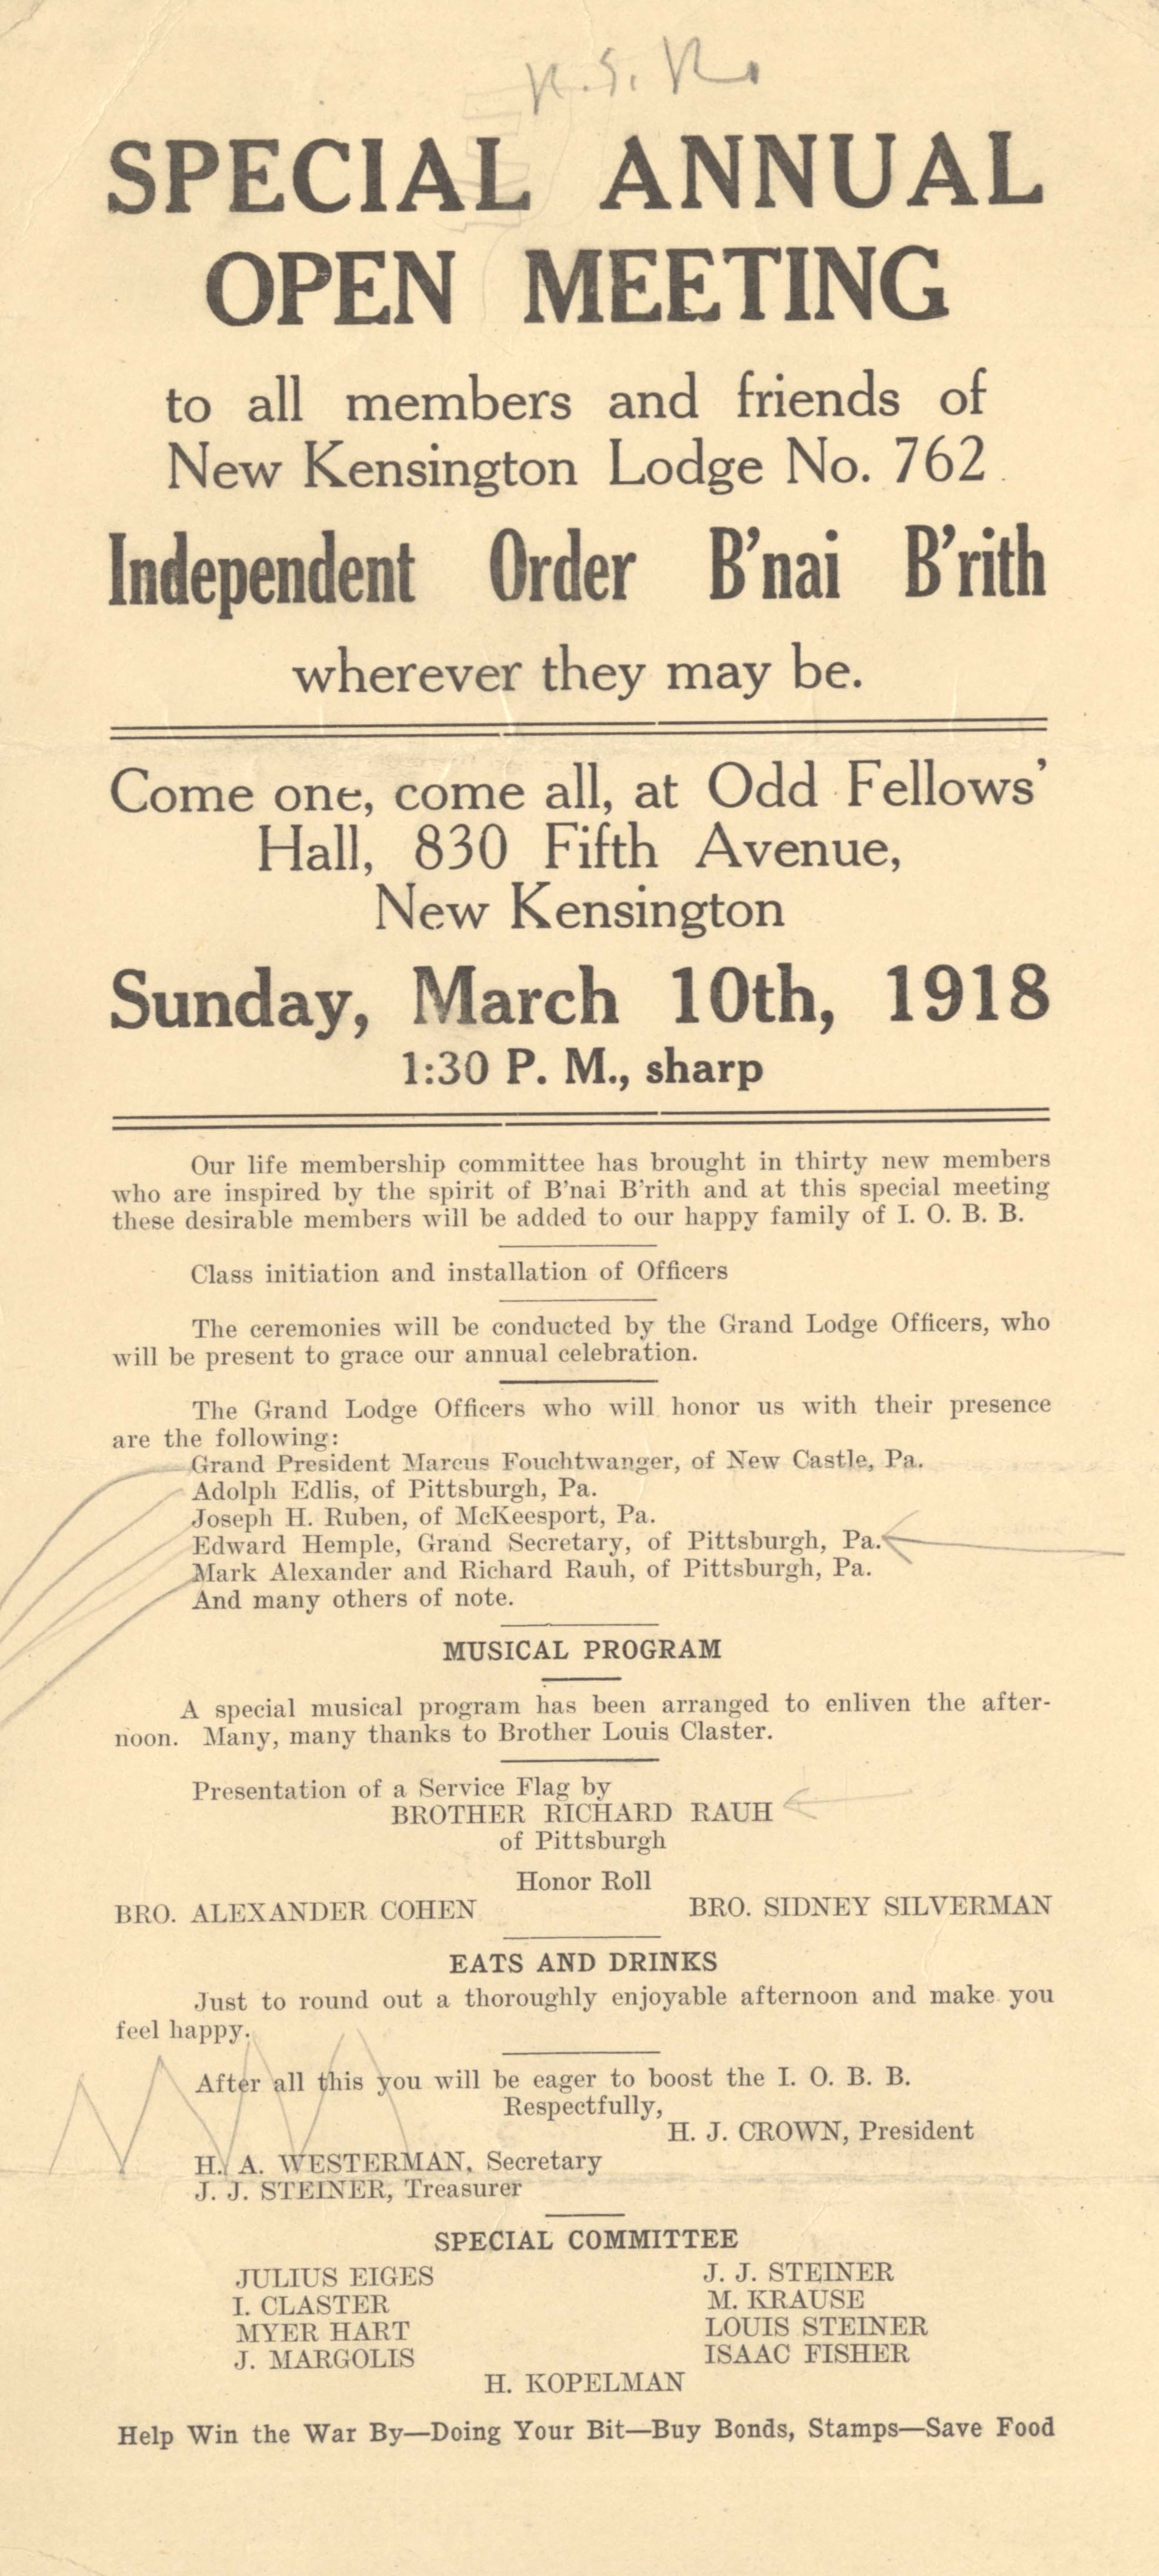 R. S. R.
SPECIAL ANNUAL
OPEN MEETING
to all members and friends of
New Kensington Lodge No. 762
Independent Order B'nai B'rith
wherever they may be.
Come one, come all, at Odd Fellows'
Hall, 830 Fifth Avenue,
New Kensington
Sunday, March 10th, 1918
1:30 P. M., sharp
Our life membership committee has brought in thirty new members
who are inspired by the spirit of B'nai B'rith and at this special meeting
these desirable members will be added to our happy family of I. O. B. B.
Class initiation and installation of Officers
The ceremonies will be conducted by the Grand Lodge Officers, who
will be present to grace our annual celebration.
The Grand Lodge Officers who will honor us with their presence
are the following:
Grand President Marcus Fouchtwanger, of New Castle, Pa.
Adolph Edlis, of Pittsburgh, Pa.
Joseph H. Ruben, of McKeesport, Pa.
Edward Hemple, Grand Secretary, of Pittsburgh, Pa.
Mark Alexander and Richard Rauh, of Pittsburgh, Pa.
And many others of note.
MUSICAL PROGRAM
A special musical program has been arranged to enliven the after-
noon. Many, many thanks to Brother Louis Claster.
Presentation of a Service Flag by
BROTHER RICHARD RAUH
of Pittsburgh
Honor Roll
BRO. ALEXANDER COHEN BRO. SIDNEY SILVERMAN
EATS AND DRINKS
Just to round out a thoroughly enjoyable afternoon and make you
feel happy.
After all this you will be eager to boost the I. O. B. B.
Respectfully,
H. J. CROWN, President
H. A. WESTERMAN, Secretary
J. J. STEINER, Treasurer
SPECIAL COMMITTEE
JULIUS EIGES J. J. STEINER
I. CLASTER M. KRAUSE
MYER HART LOUIS STEINER
J. MARGOLIS ISAAC FISHER
H. KOPELMAN
Help Win the War By—Doing Your Bit—Buy Bonds, Stamps—Save Food